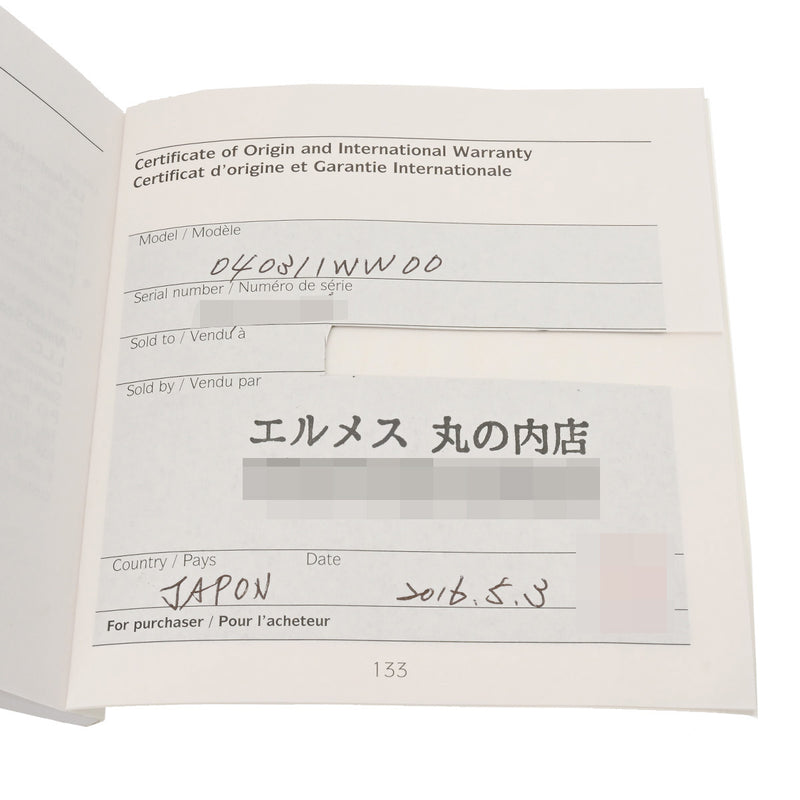 Certificate of Origin and International Warranty
Certificat d'origine et Garantie Internationale
Model / Modèle
040311WW00
Serial number / Numéro de série
Sold to / Vendu à
Sold by / Vendu par
エルメス 丸の内店
Country / Pays Date
JAPON 2016.5.3
For purchaser / Pour l'acheteur
133